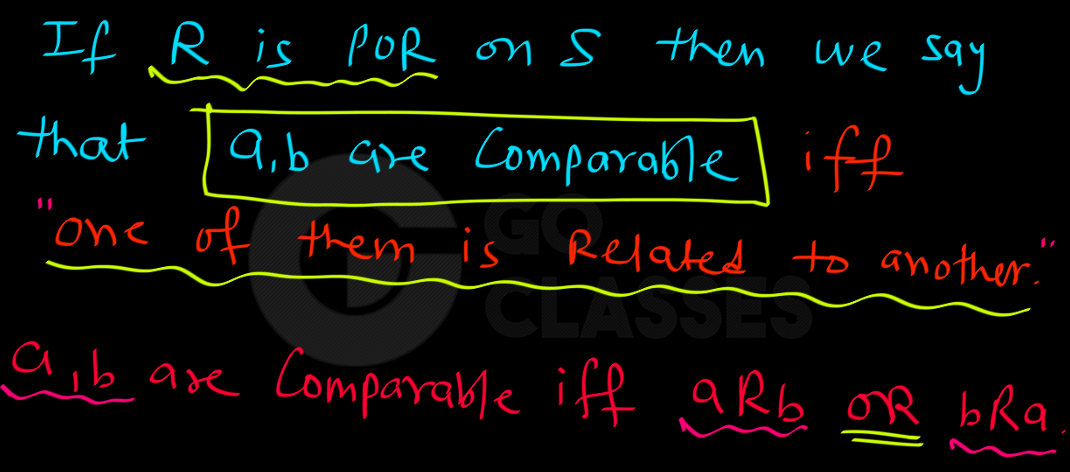 If R is POR on S then we say
that a,b are Comparable iff
"one of them is Related to another."
GO
CLASSES
a,b are Comparable iff aRb OR bRa.